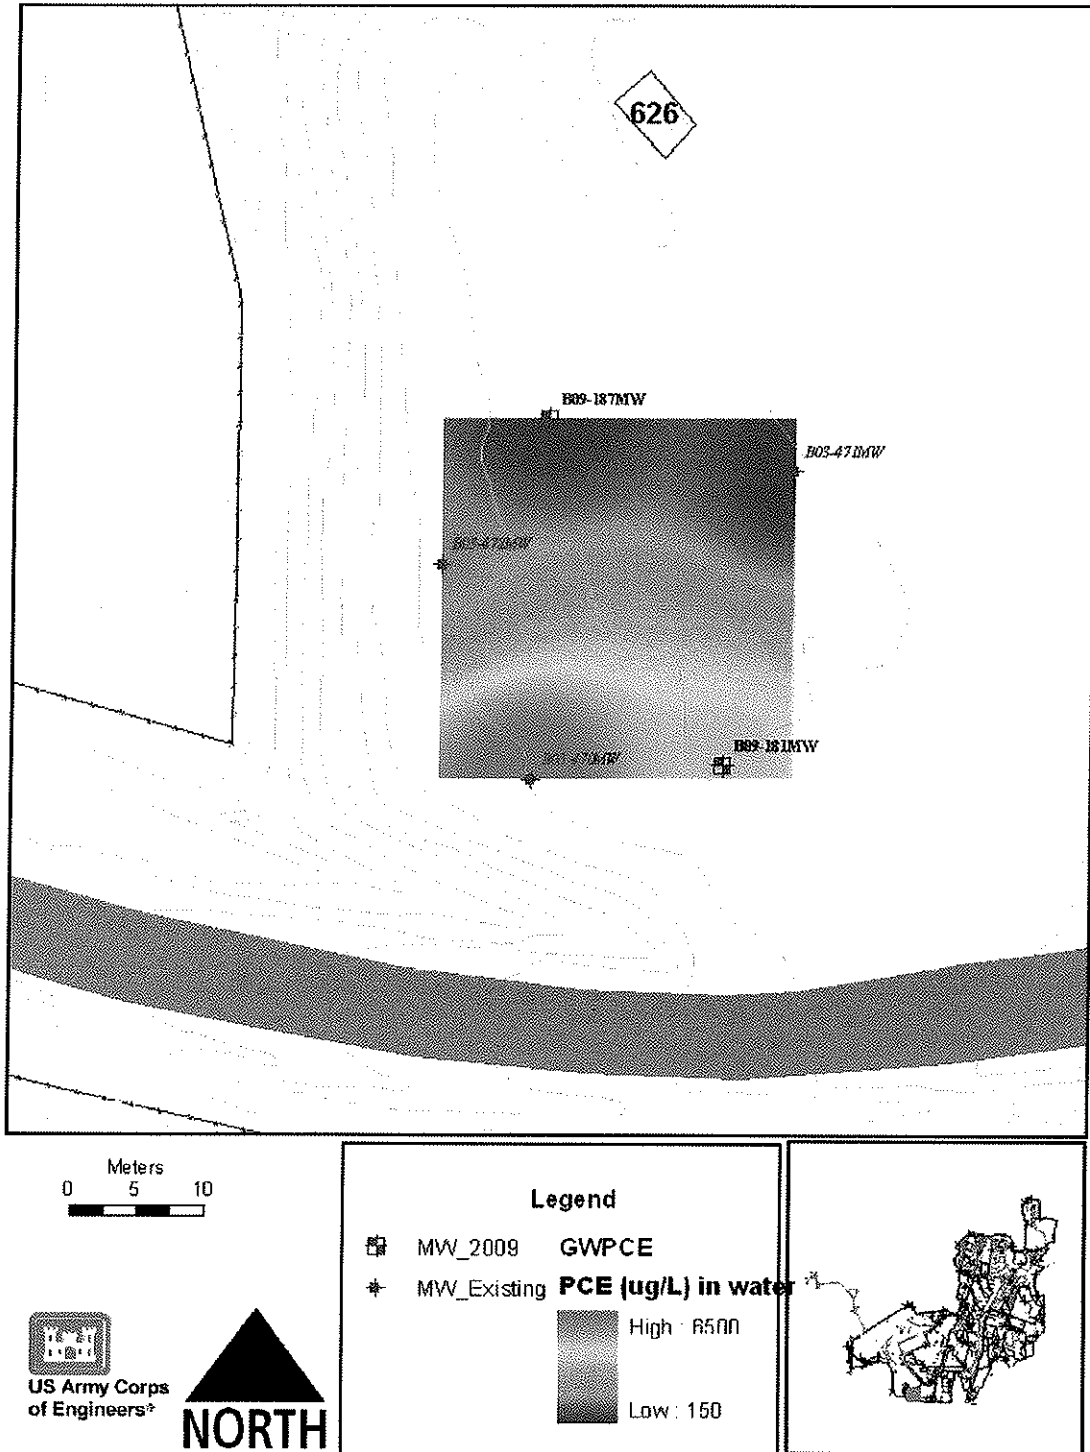 626
B09-187MW
B03-471MW
B09-181MW
Meters
0 5 10
Legend
MW_2009 GWPCE
MW_Existing PCE (ug/L) in water
High : 6500
Low : 150
US Army Corps
of Engineers
NORTH